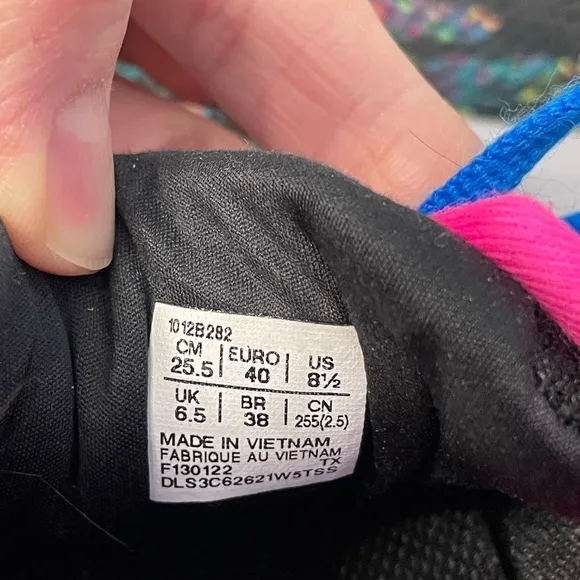 1012B282
CM EURO US
25.5 40 8½
UK BR CN
6.5 38 255(2.5)
MADE IN VIETNAM
FABRIQUE AU VIETNAM
F130122 TX
DLS3C62621W5TSS